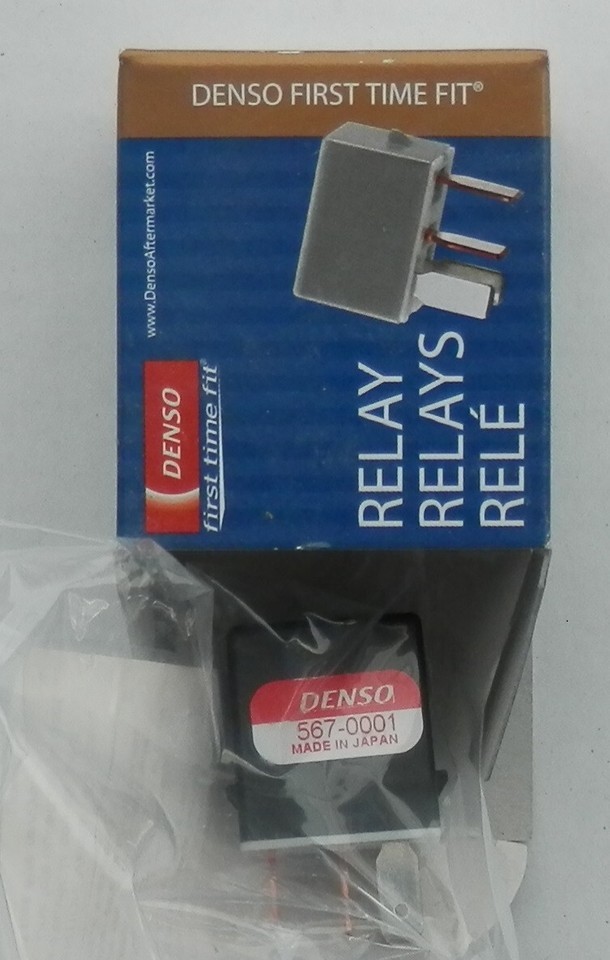 DENSO FIRST TIME FIT®
www.DensoAftermarket.com
DENSO
first time fit®
RELAY
RELAYS
RELÉ
DENSO
567-0001
MADE IN JAPAN